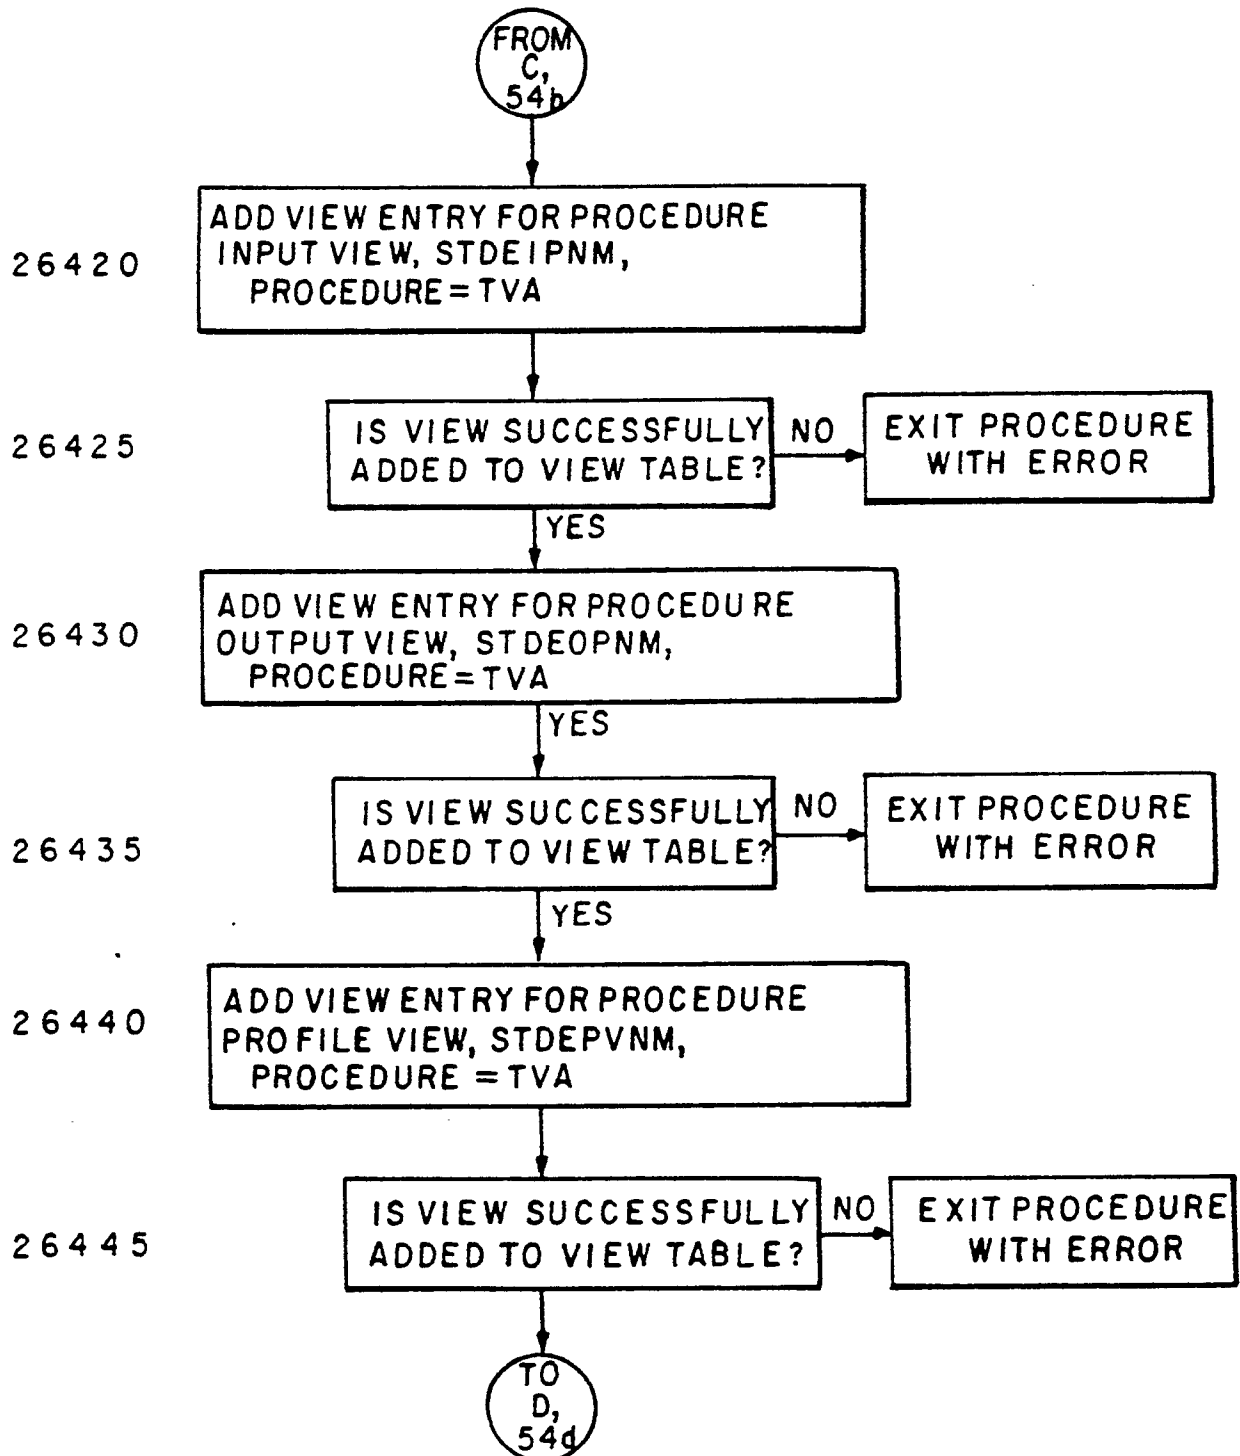 FROM
C,
54b
26420
ADD VIEW ENTRY FOR PROCEDURE
INPUT VIEW, STDEIPNM,
PROCEDURE=TVA
26425
IS VIEW SUCCESSFULLY
ADDED TO VIEW TABLE?
NO
EXIT PROCEDURE
WITH ERROR
YES
26430
ADD VIEW ENTRY FOR PROCEDURE
OUTPUT VIEW, STDEOPNM,
PROCEDURE=TVA
YES
26435
IS VIEW SUCCESSFULLY
ADDED TO VIEW TABLE?
NO
EXIT PROCEDURE
WITH ERROR
YES
26440
ADD VIEW ENTRY FOR PROCEDURE
PROFILE VIEW, STDEPVNM,
PROCEDURE =TVA
26445
IS VIEW SUCCESSFULLY
ADDED TO VIEW TABLE?
NO
EXIT PROCEDURE
WITH ERROR
TO
D,
54d